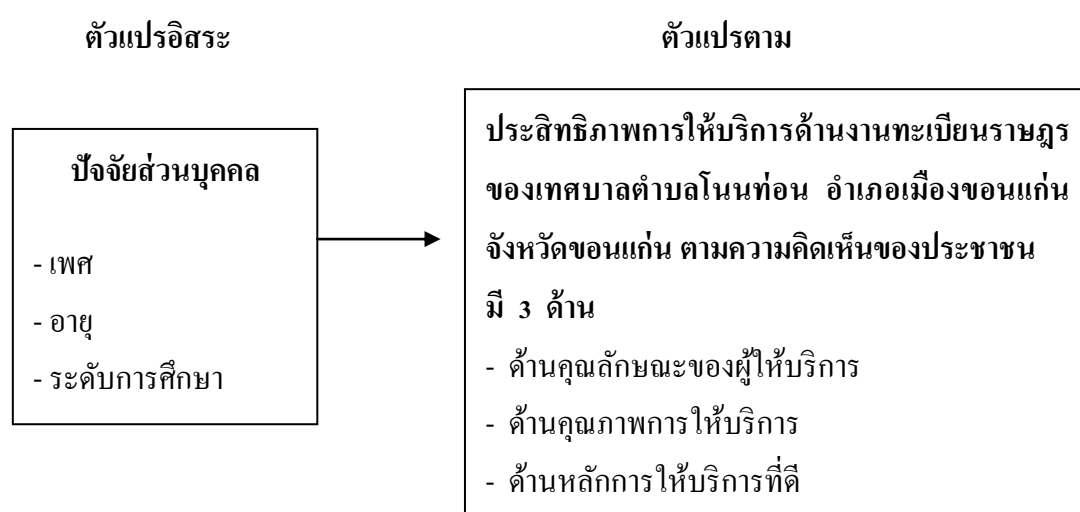 ตัวแปรอิสระ
ตัวแปรตาม
ปัจจัยส่วนบุคคล
- เพศ
- อายุ
- ระดับการศึกษา
ประสิทธิภาพการให้บริการด้านงานทะเบียนราษฎร
ของเทศบาลตำบลโนนท่อน อำเภอเมืองขอนแก่น
จังหวัดขอนแก่น ตามความคิดเห็นของประชาชน
มี 3 ด้าน
- ด้านคุณลักษณะของผู้ให้บริการ
- ด้านคุณภาพการให้บริการ
- ด้านหลักการให้บริการที่ดี